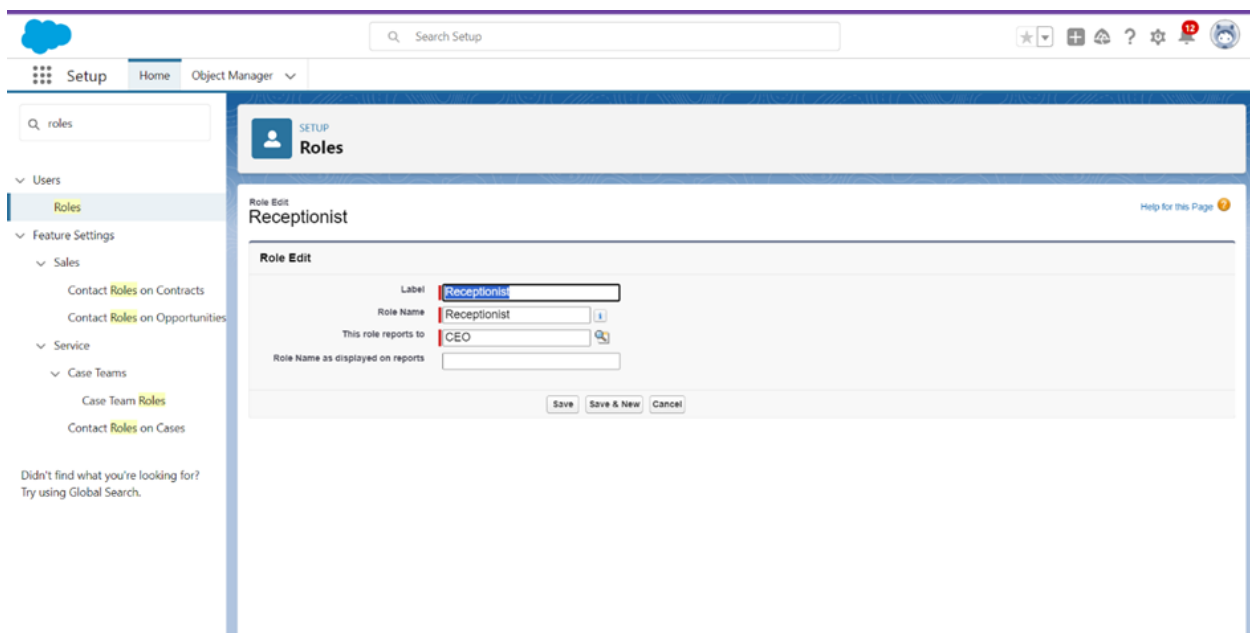 Search Setup
12
Setup
Home
Object Manager
roles
Users
Roles
Feature Settings
Sales
Contact Roles on Contracts
Contact Roles on Opportunities
Service
Case Teams
Case Team Roles
Contact Roles on Cases
Didn't find what you're looking for?
Try using Global Search.
SETUP
Roles
Role Edit
Receptionist
Help for this Page
Role Edit
Label Receptionist
Role Name Receptionist
This role reports to CEO
Role Name as displayed on reports
Save Save & New Cancel